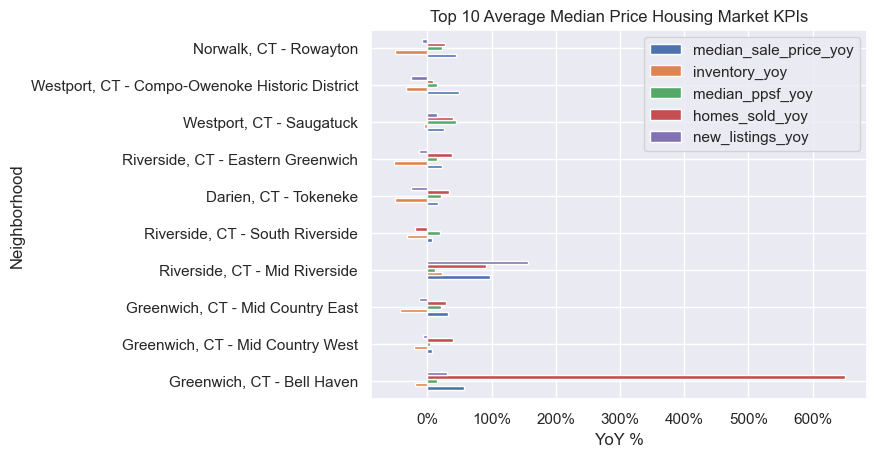 Top 10 Average Median Price Housing Market KPIs
Norwalk, CT - Rowayton
Westport, CT - Compo-Owenoke Historic District
Westport, CT - Saugatuck
Riverside, CT - Eastern Greenwich
Darien, CT - Tokeneke
Riverside, CT - South Riverside
Riverside, CT - Mid Riverside
Greenwich, CT - Mid Country East
Greenwich, CT - Mid Country West
Greenwich, CT - Bell Haven
Neighborhood
median_sale_price_yoy
inventory_yoy
median_ppsf_yoy
homes_sold_yoy
new_listings_yoy
0% 100% 200% 300% 400% 500% 600%
YoY %